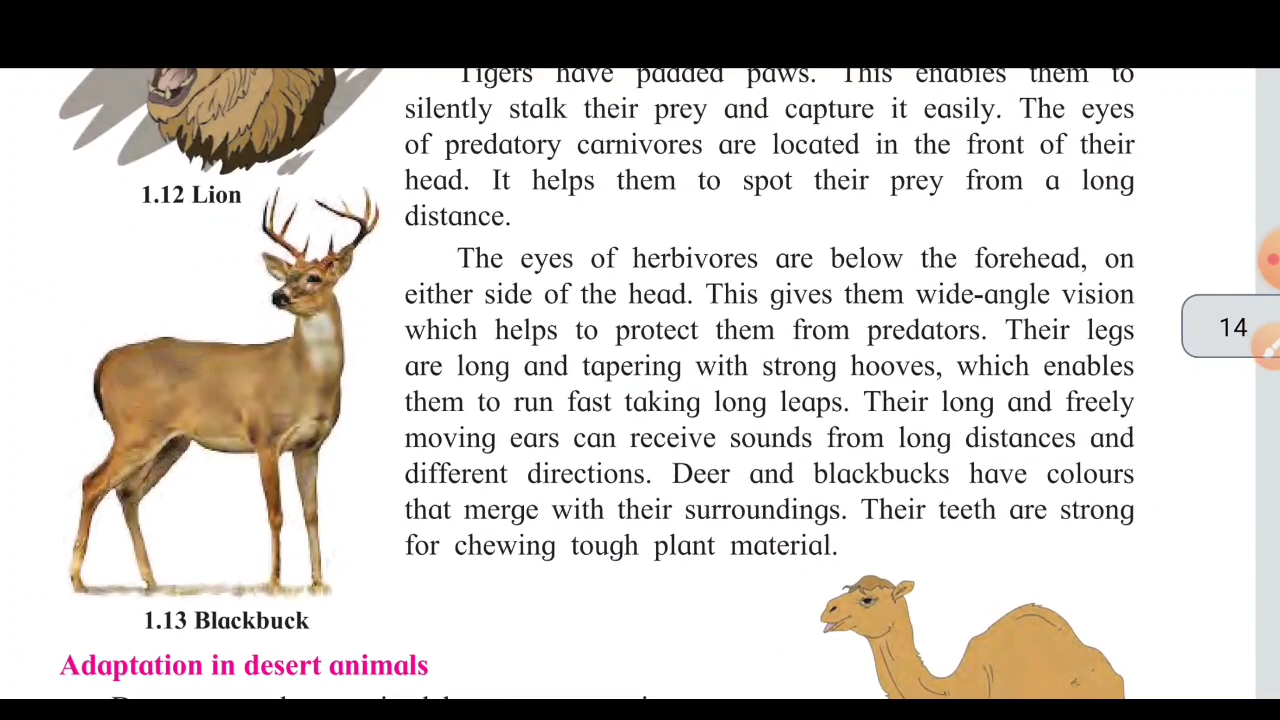 Tigers have padded paws. This enables them to
silently stalk their prey and capture it easily. The eyes
of predatory carnivores are located in the front of their
head. It helps them to spot their prey from a long
distance.
1.12 Lion
The eyes of herbivores are below the forehead, on
either side of the head. This gives them wide-angle vision
which helps to protect them from predators. Their legs
are long and tapering with strong hooves, which enables
them to run fast taking long leaps. Their long and freely
moving ears can receive sounds from long distances and
different directions. Deer and blackbucks have colours
that merge with their surroundings. Their teeth are strong
for chewing tough plant material.
14
1.13 Blackbuck
Adaptation in desert animals